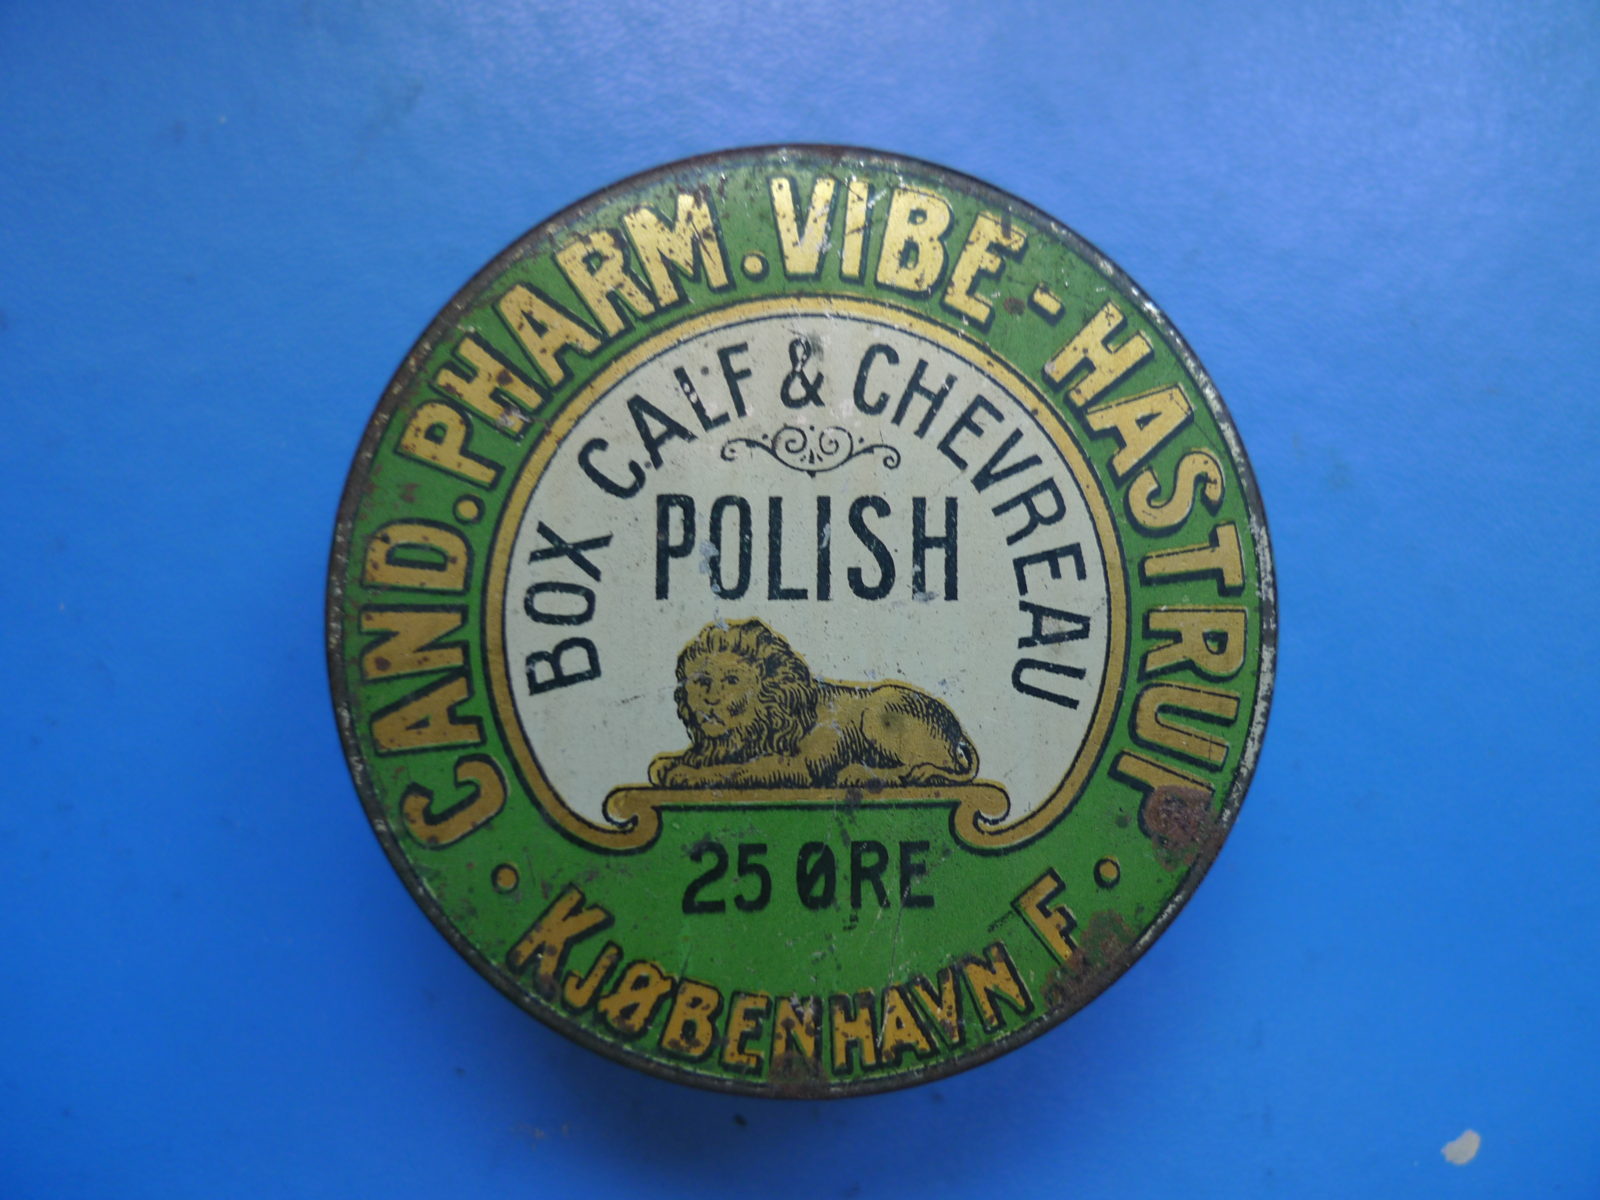 CAND. PHARM. VIBE-HASTRUP
BOX CALF & CHEVREAU
POLISH
25 ØRE
· KJØBENHAVN F. ·